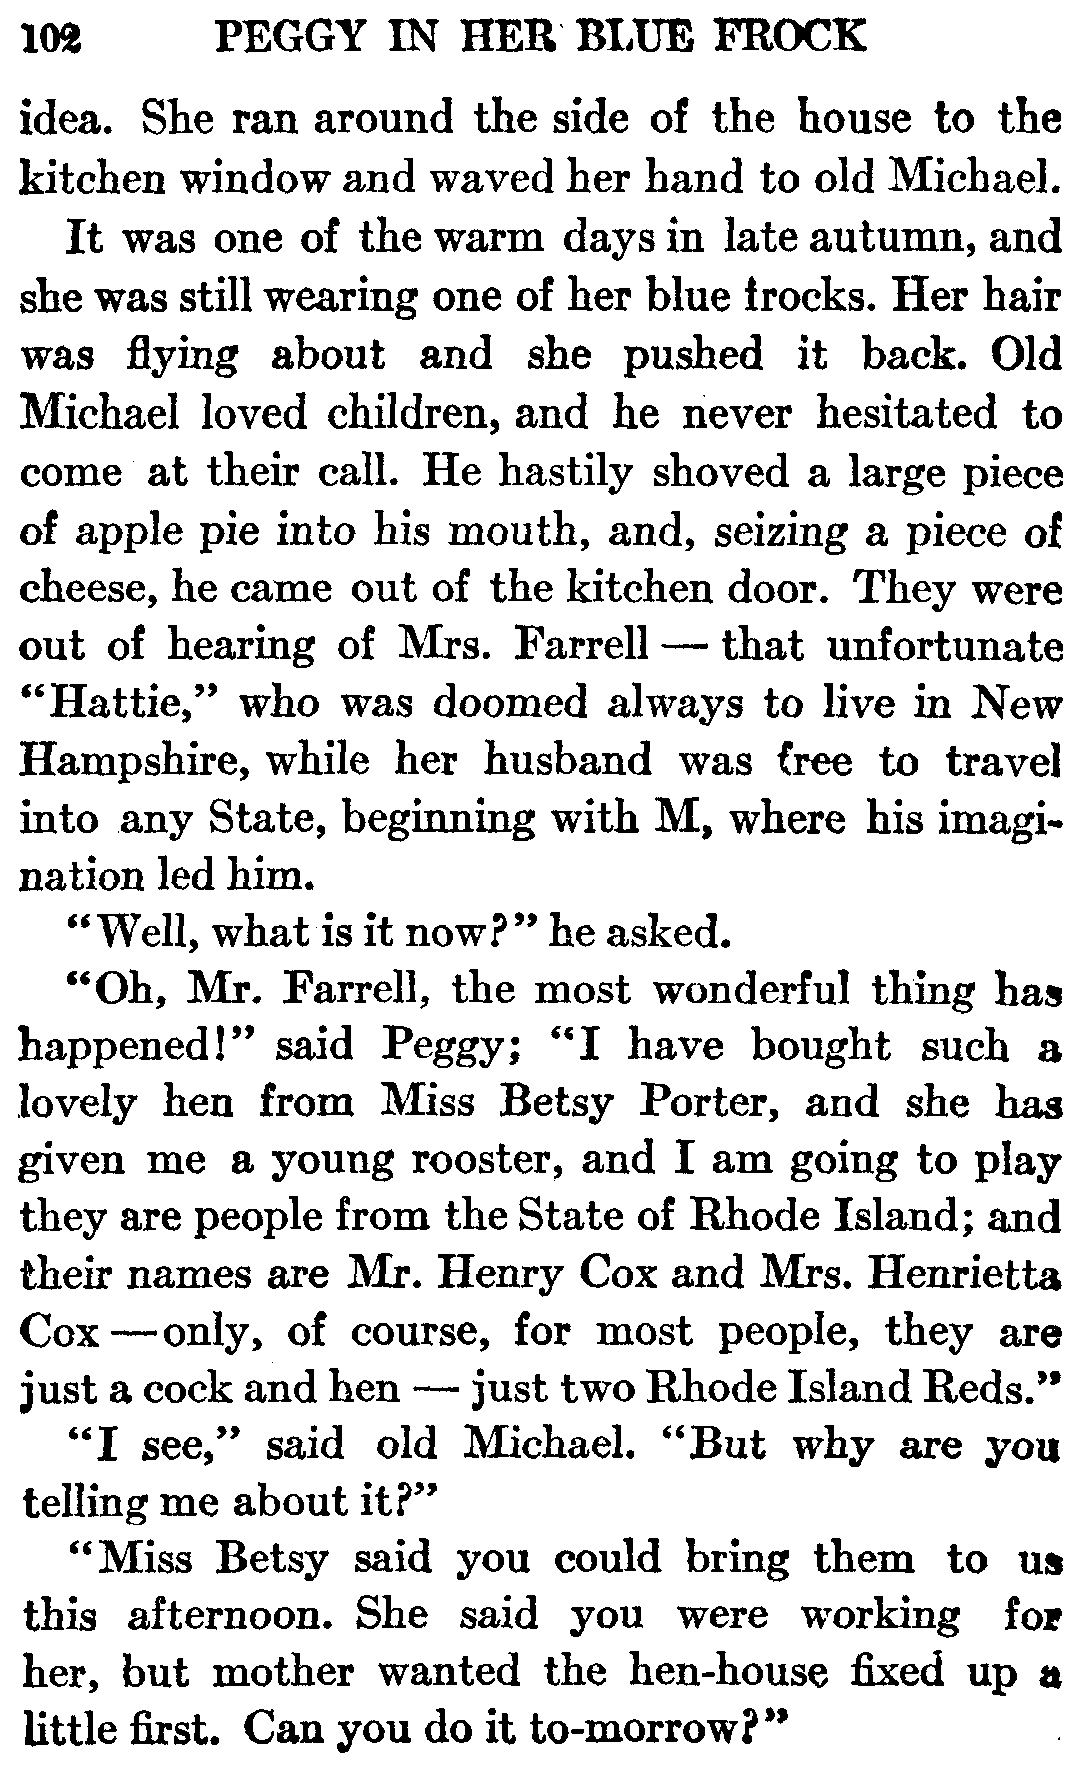 102 PEGGY IN HER BLUE FROCK
idea. She ran around the side of the house to the
kitchen window and waved her hand to old Michael.
It was one of the warm days in late autumn, and
she was still wearing one of her blue frocks. Her hair
was flying about and she pushed it back. Old
Michael loved children, and he never hesitated to
come at their call. He hastily shoved a large piece
of apple pie into his mouth, and, seizing a piece of
cheese, he came out of the kitchen door. They were
out of hearing of Mrs. Farrell — that unfortunate
"Hattie," who was doomed always to live in New
Hampshire, while her husband was free to travel
into any State, beginning with M, where his imagi-
nation led him.
"Well, what is it now?" he asked.
"Oh, Mr. Farrell, the most wonderful thing has
happened!" said Peggy; "I have bought such a
lovely hen from Miss Betsy Porter, and she has
given me a young rooster, and I am going to play
they are people from the State of Rhode Island; and
their names are Mr. Henry Cox and Mrs. Henrietta
Cox — only, of course, for most people, they are
just a cock and hen — just two Rhode Island Reds."
"I see," said old Michael. "But why are you
telling me about it?"
"Miss Betsy said you could bring them to us
this afternoon. She said you were working for
her, but mother wanted the hen-house fixed up a
little first. Can you do it to-morrow?"